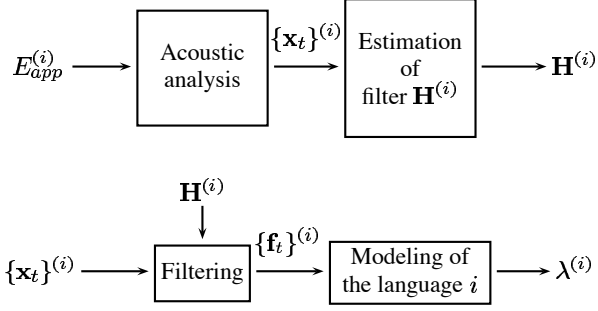 E_{app}^{(i)}
Acoustic
analysis
{x_t}^{(i)}
Estimation
of
filter H^{(i)}
H^{(i)}
H^{(i)}
{x_t}^{(i)}
Filtering
{f_t}^{(i)}
Modeling of
the language i
λ^{(i)}